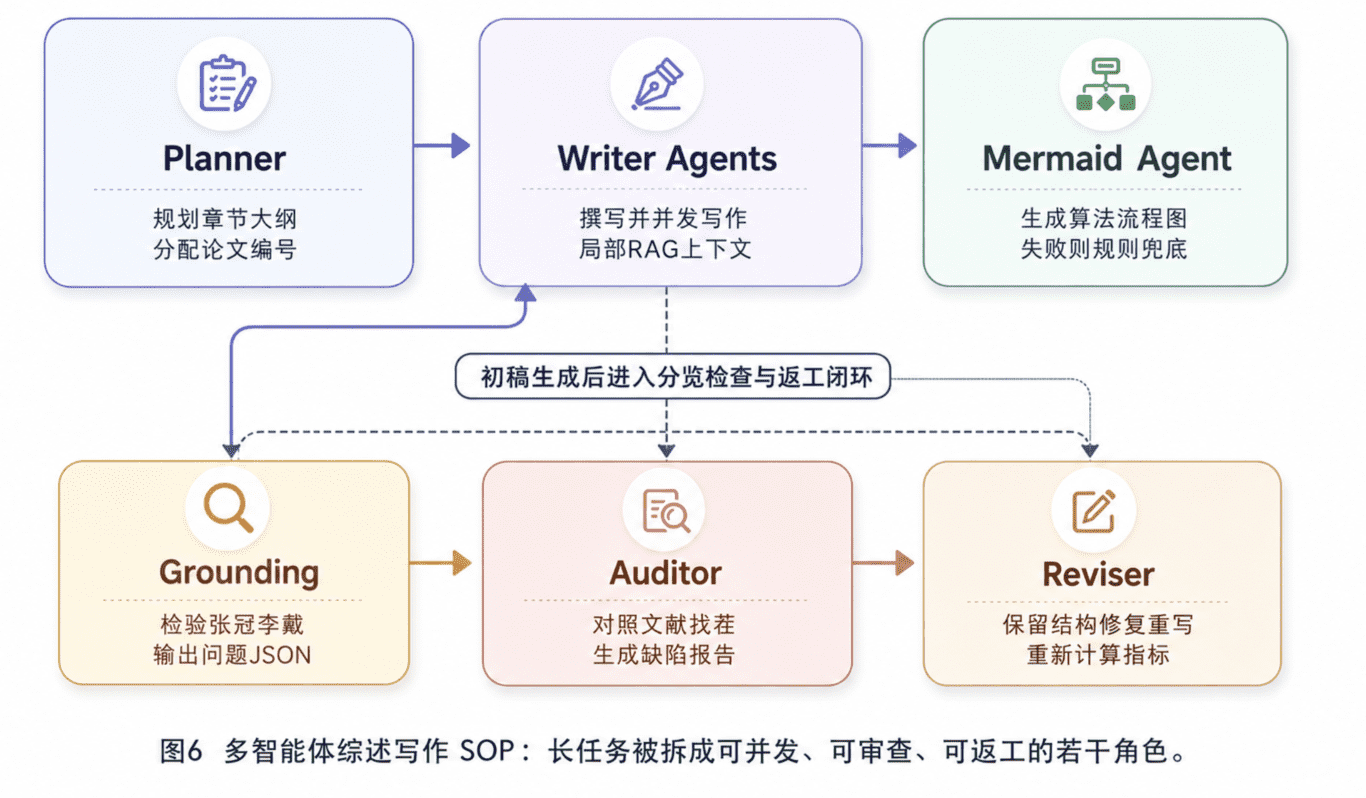 Planner
规划章节大纲
分配论文编号
Writer Agents
撰写并并发写作
局部RAG上下文
Mermaid Agent
生成算法流程图
失败则规则兜底
初稿生成后进入分览检查与返工闭环
Grounding
检验张冠李戴
输出问题JSON
Auditor
对照文献找茬
生成缺陷报告
Reviser
保留结构修复重写
重新计算指标
图6 多智能体综述写作 SOP：长任务被拆成可并发、可审查、可返工的若干角色。